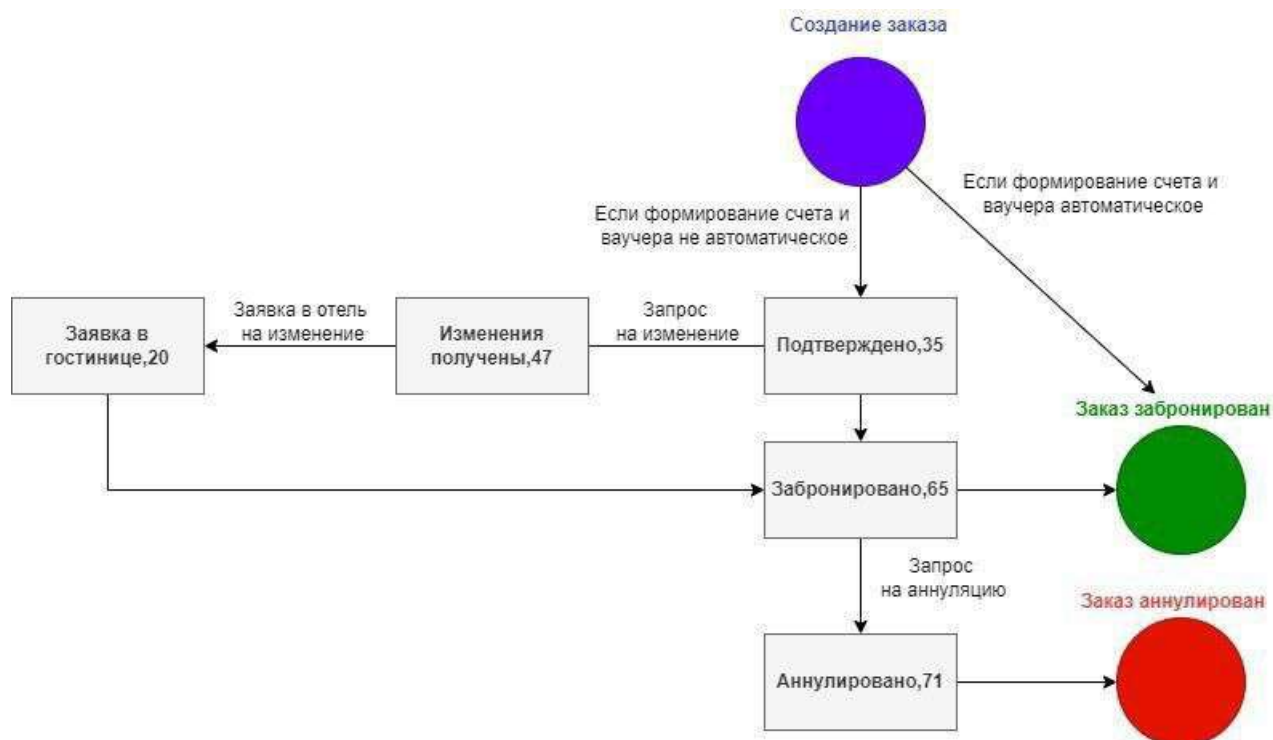 Создание заказа
Если формирование счета и
ваучера автоматическое
Если формирование счета и
ваучера не автоматическое
Заявка в
гостинице,20
Заявка в отель
на изменение
Изменения
получены,47
Запрос
на изменение
Подтверждено,35
Заказ забронирован
Забронировано,65
Запрос
на аннуляцию
Заказ аннулирован
Аннулировано,71